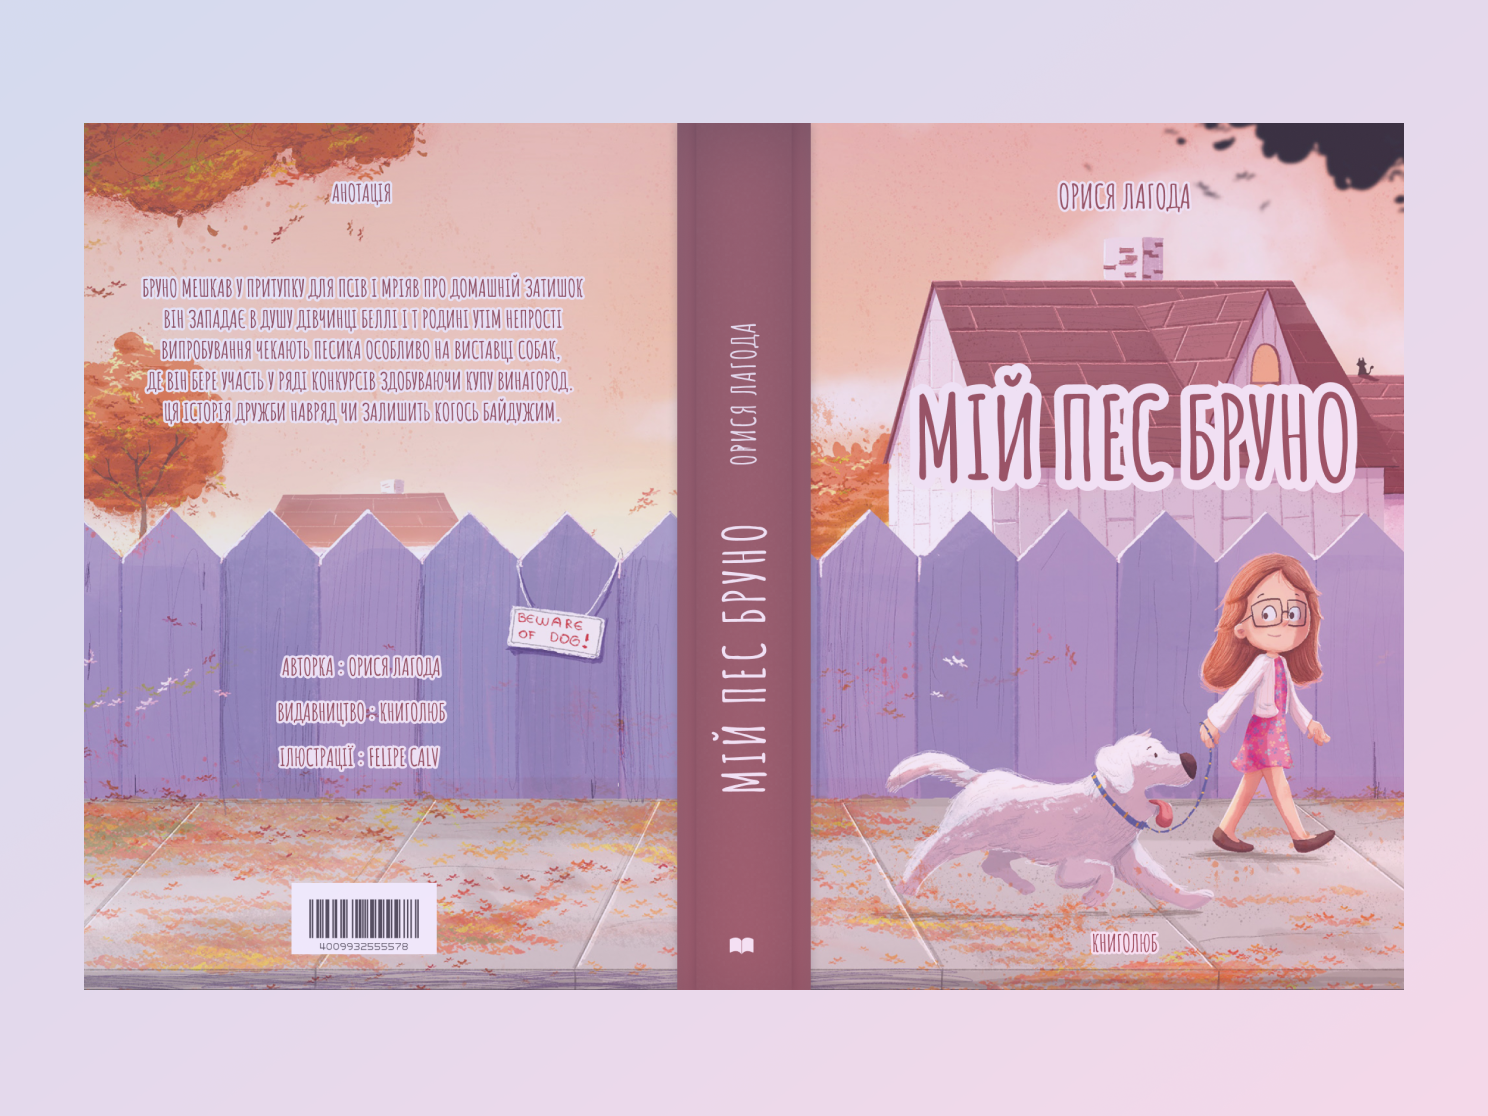 АНОТАЦІЯ
БРУНО МЕШКАВ У ПРИТУПКУ ДЛЯ ПСІВ І МРІЯВ ПРО ДОМАШНІЙ ЗАТИШОК
ВІН ЗАПАДАЄ В ДУШУ ДІВЧИНЦІ БЕЛЛІ І Т РОДИНІ УТІМ НЕПРОСТІ
ВИПРОБУВАННЯ ЧЕКАЮТЬ ПЕСИКА ОСОБЛИВО НА ВИСТАВЦІ СОБАК,
ДЕ ВІН БЕРЕ УЧАСТЬ У РЯДІ КОНКУРСІВ ЗДОБУВАЮЧИ КУПУ ВИНАГОРОД.
ЦЯ ІСТОРІЯ ДРУЖБИ НАВРЯД ЧИ ЗАЛИШИТЬ КОГОСЬ БАЙДУЖИМ.
BEWARE
OF DOG!
АВТОРКА : ОРИСЯ ЛАГОДА
ВИДАВНИЦТВО : КНИГОЛЮБ
ІЛЮСТРАЦІЇ : FELIPE CALV
4009932555578
МІЙ ПЕС БРУНО ОРИСЯ ЛАГОДА
ОРИСЯ ЛАГОДА
МІЙ ПЕС БРУНО
КНИГОЛЮБ